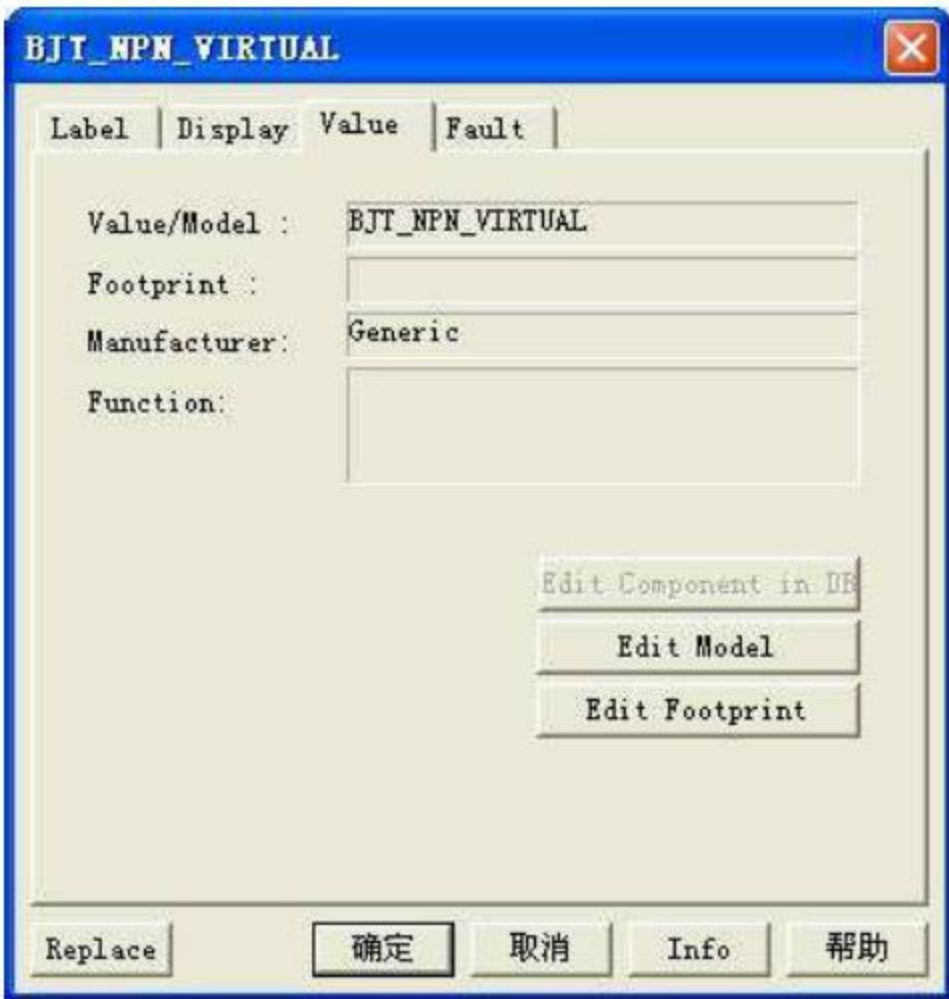 BJT_NPN_VIRTUAL
Label Display Value Fault
Value/Model : BJT_NPN_VIRTUAL
Footprint :
Manufacturer: Generic
Function:
Edit Component in DB
Edit Model
Edit Footprint
Replace 确定 取消 Info 帮助